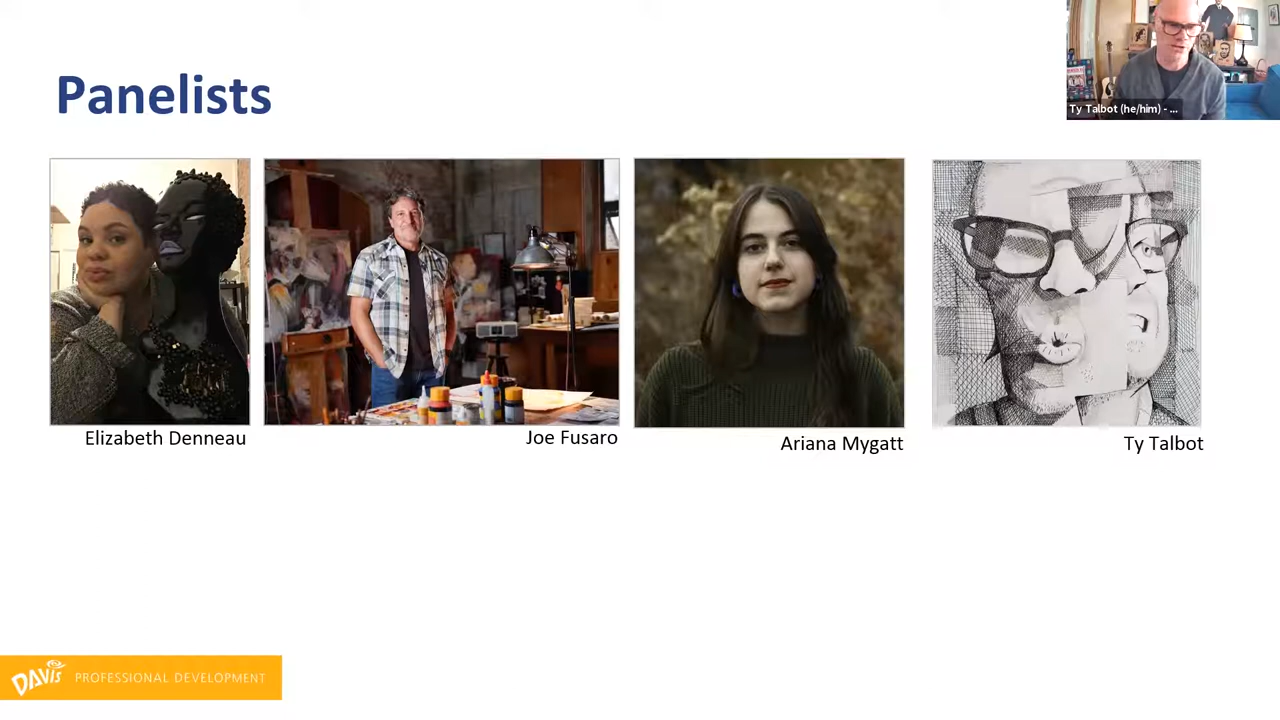 Panelists
Ty Talbot (he/him) - ...
Elizabeth Denneau
Joe Fusaro
Ariana Mygatt
Ty Talbot
DAVIS
PROFESSIONAL DEVELOPMENT